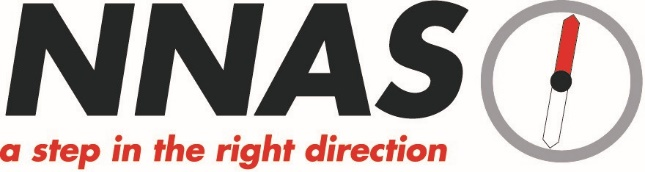 NNAS
a step in the right direction